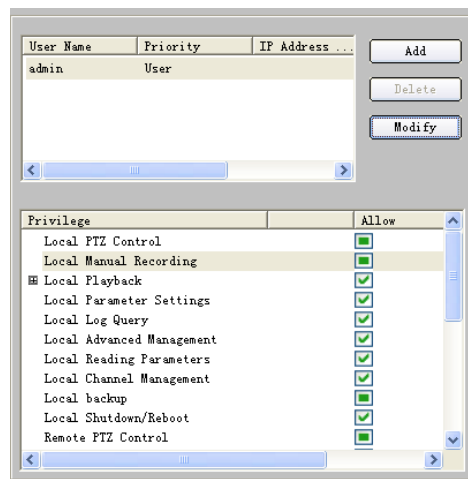 User Name Priority IP Address ...
Add
admin User
Delete
Modify
Privilege Allow
Local PTZ Control
Local Manual Recording
Local Playback
Local Parameter Settings
Local Log Query
Local Advanced Management
Local Reading Parameters
Local Channel Management
Local backup
Local Shutdown/Reboot
Remote PTZ Control